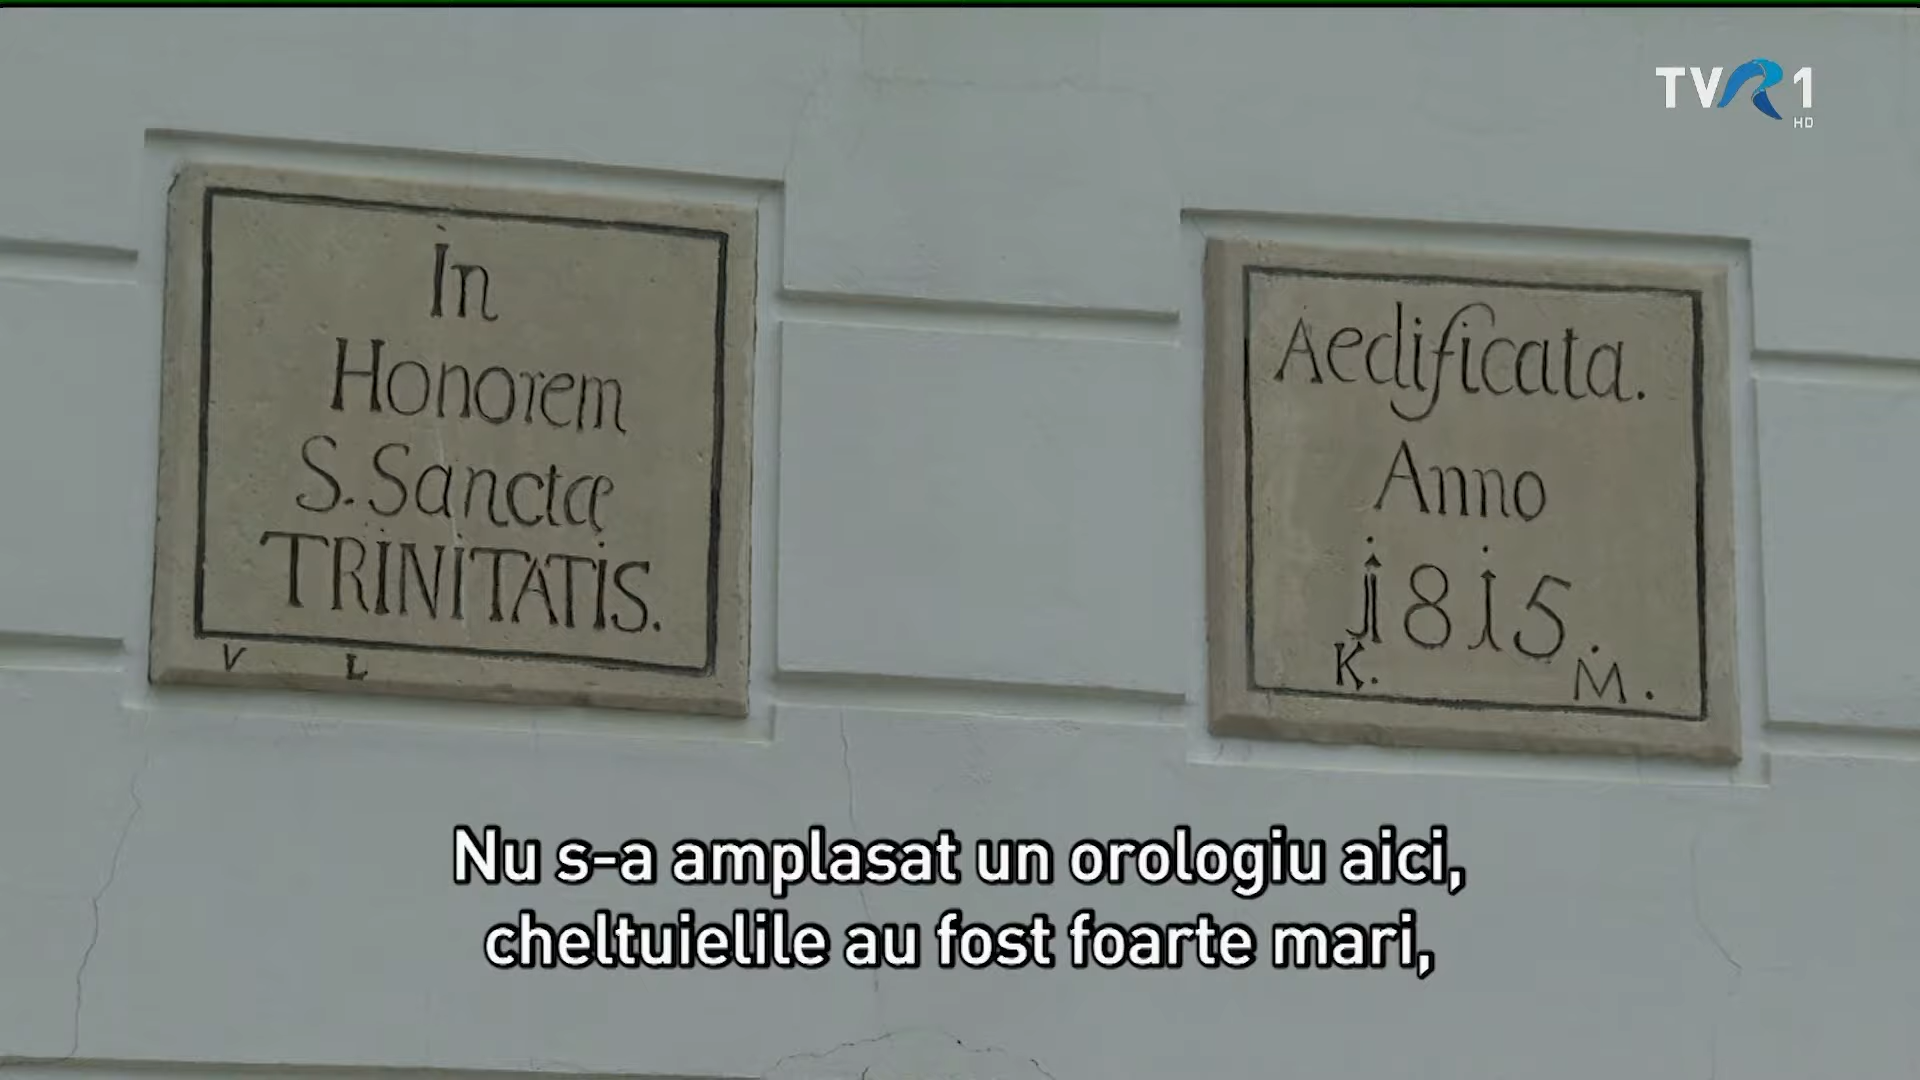 TVR1
HD
In
Honorem
S. Sanctæ
TRINITATIS.
V L
Aedificata.
Anno
1815.
K. M.
Nu s-a amplasat un orologiu aici,
cheltuielile au fost foarte mari,